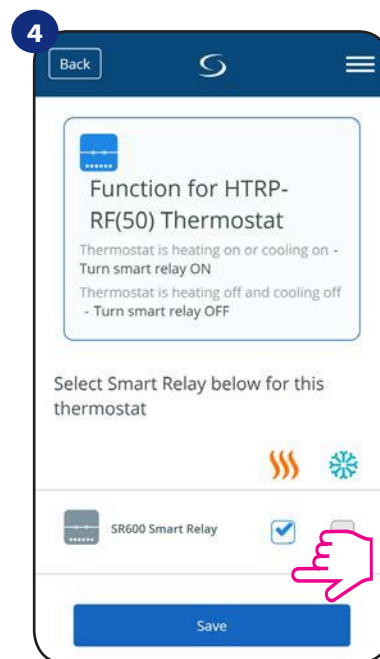 4
Back
Function for HTRP-
RF(50) Thermostat
Thermostat is heating on or cooling on -
Turn smart relay ON
Thermostat is heating off and cooling off
- Turn smart relay OFF
Select Smart Relay below for this
thermostat
SR600 Smart Relay
Save